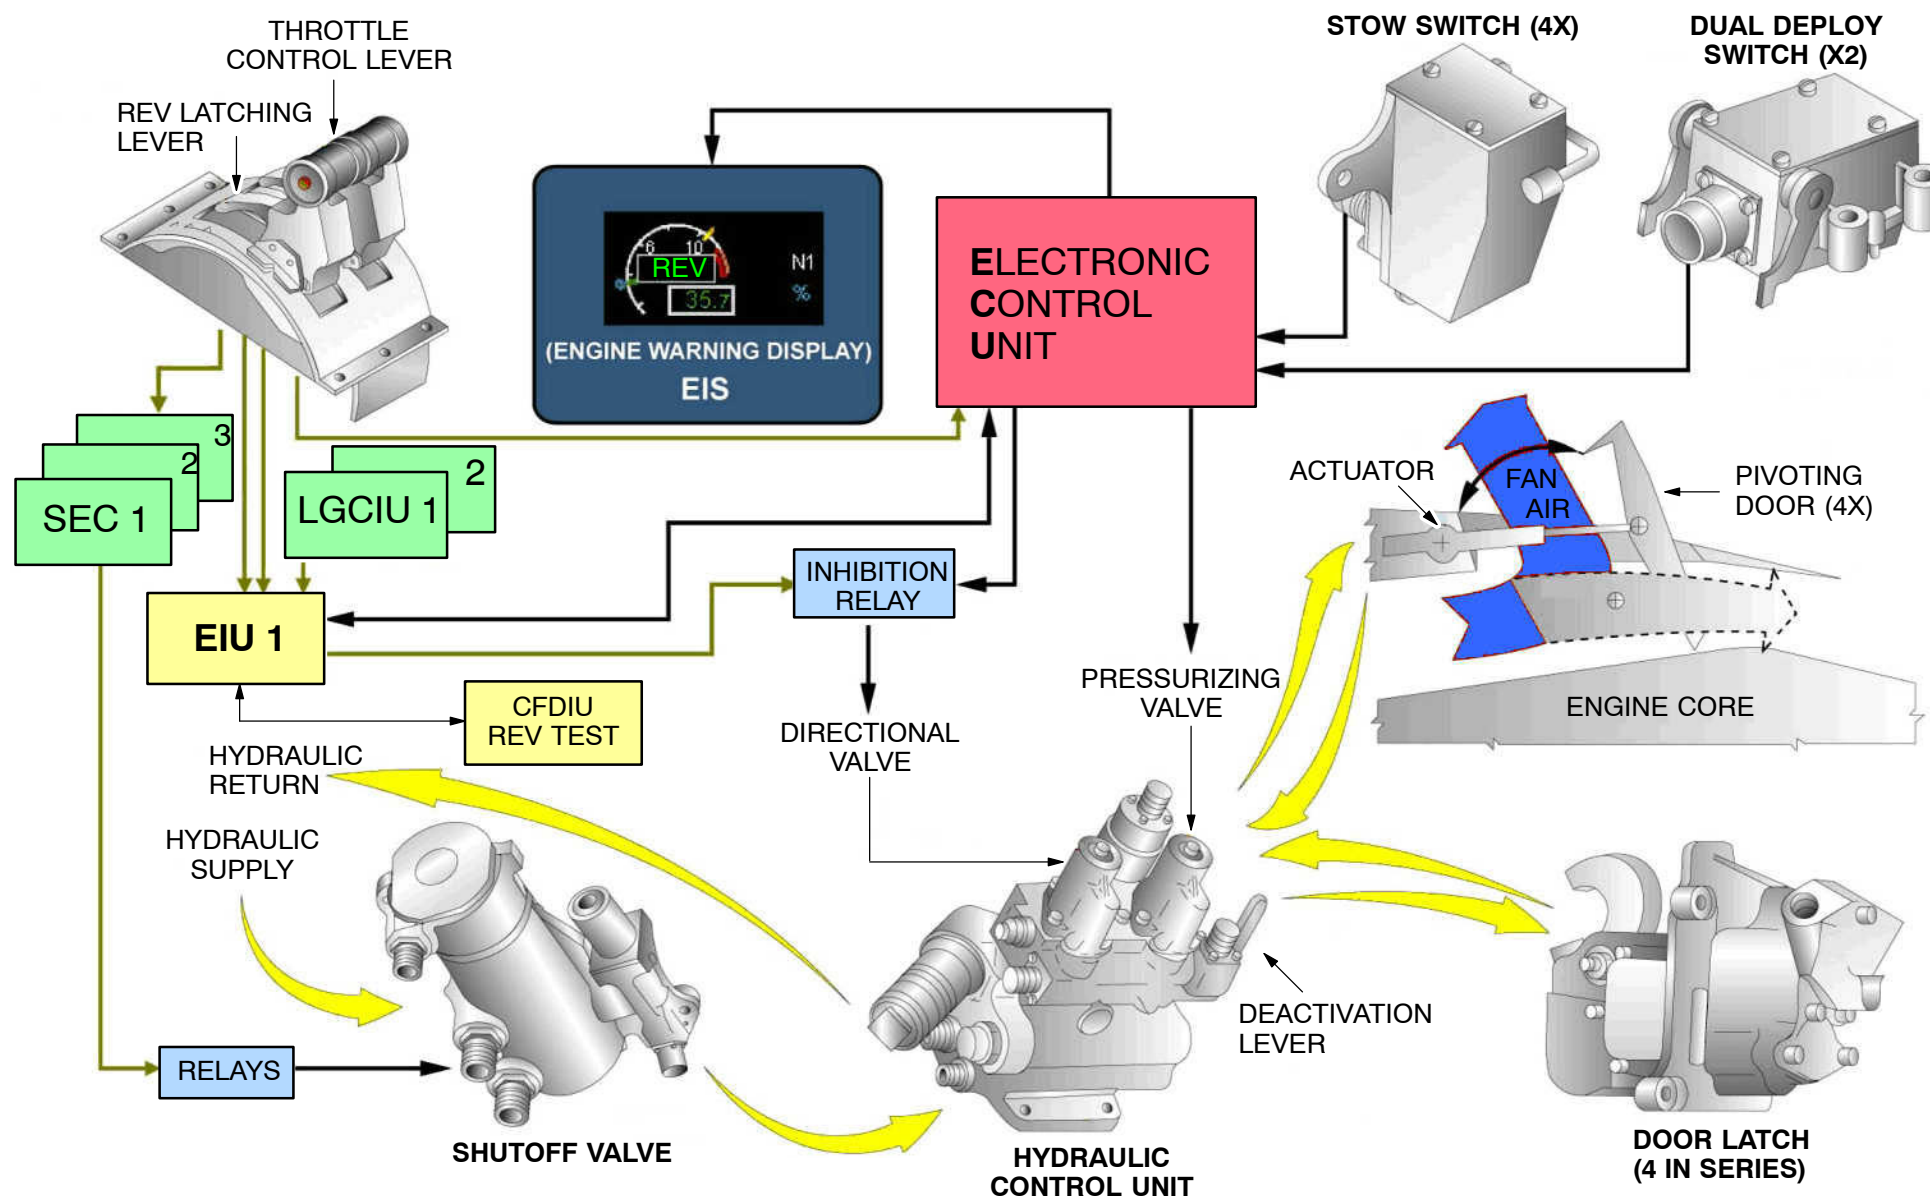 THROTTLE
CONTROL LEVER
REV LATCHING
LEVER
STOW SWITCH (4X)
DUAL DEPLOY
SWITCH (X2)
6
10
REV
35.7
N1
%
(ENGINE WARNING DISPLAY)
EIS
ELECTRONIC
CONTROL
UNIT
3
2
SEC 1
2
LGCIU 1
ACTUATOR
FAN
AIR
PIVOTING
DOOR (4X)
INHIBITION
RELAY
EIU 1
CFDIU
REV TEST
PRESSURIZING
VALVE
ENGINE CORE
DIRECTIONAL
VALVE
HYDRAULIC
RETURN
HYDRAULIC
SUPPLY
DEACTIVATION
LEVER
RELAYS
SHUTOFF VALVE
HYDRAULIC
CONTROL UNIT
DOOR LATCH
(4 IN SERIES)